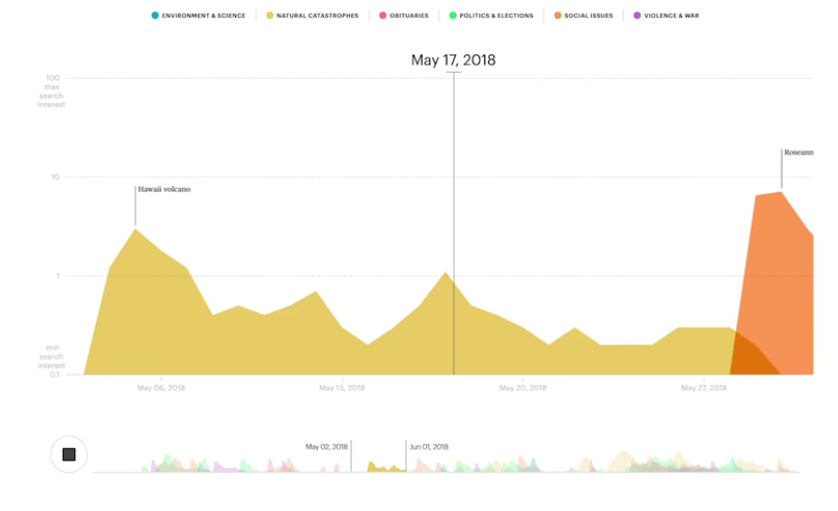 ENVIRONMENT & SCIENCE
NATURAL CATASTROPHES
OBITUARIES
POLITICS & ELECTIONS
SOCIAL ISSUES
VIOLENCE & WAR
May 17, 2018
100
max
search
interest
10
Roseann
Hawaii volcano
1
min
search
interest
0.1
May 06, 2018
May 13, 2018
May 20, 2018
May 27, 2018
May 02, 2018
Jun 01, 2018